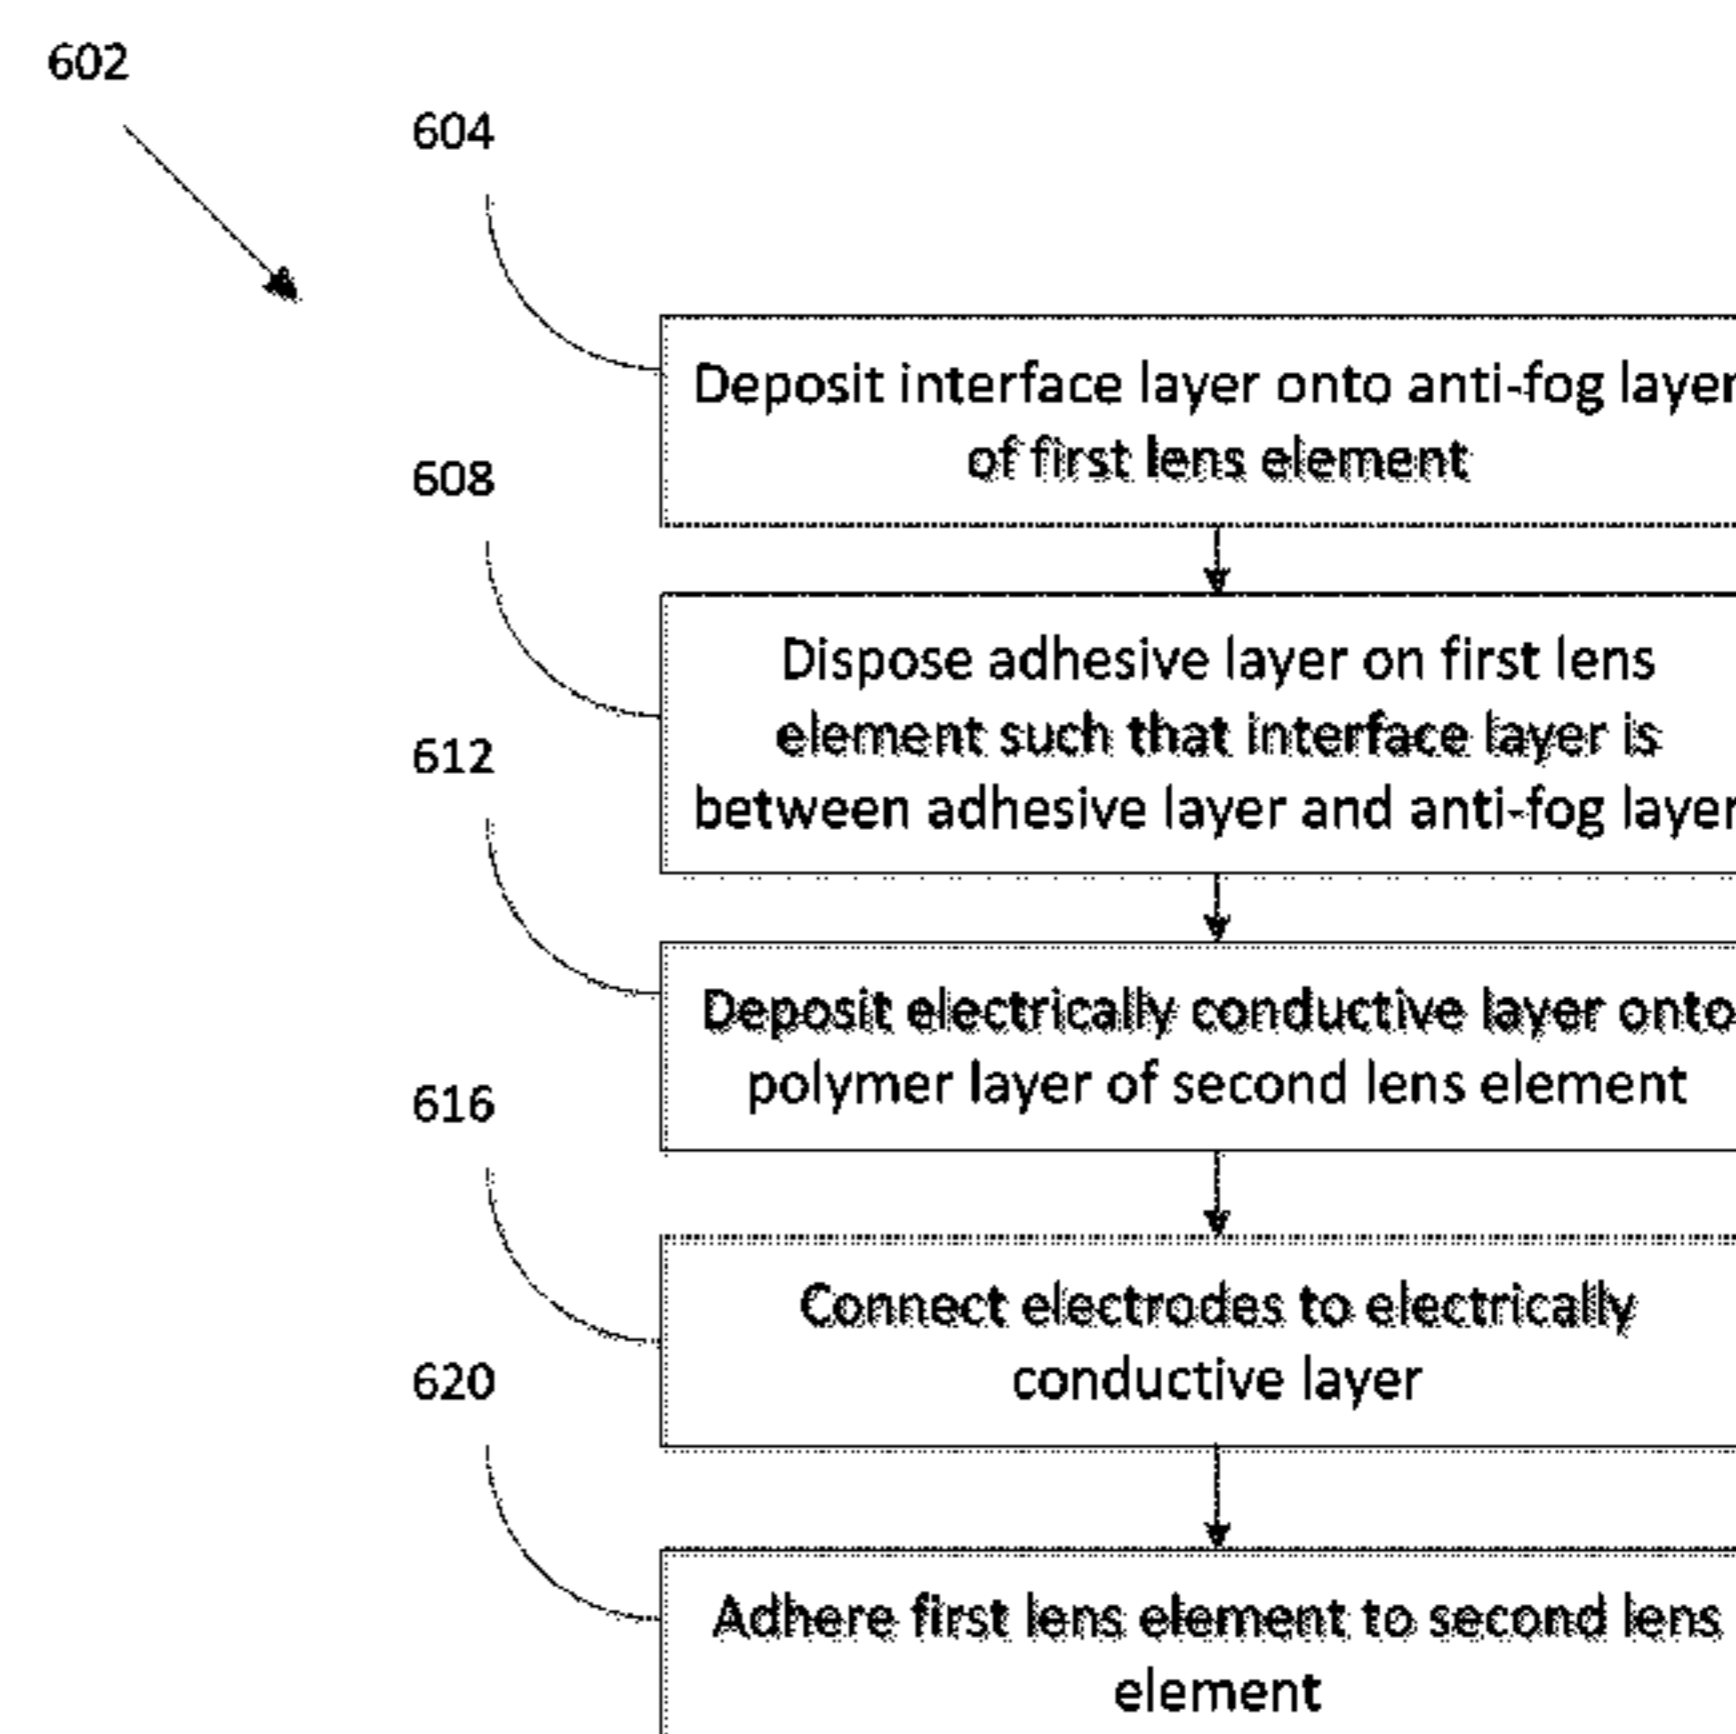 602
604
Deposit interface layer onto anti-fog layer
of first lens element
608
Dispose adhesive layer on first lens
element such that interface layer is
between adhesive layer and anti-fog layer
612
Deposit electrically conductive layer onto
polymer layer of second lens element
616
Connect electrodes to electrically
conductive layer
620
Adhere first lens element to second lens
element